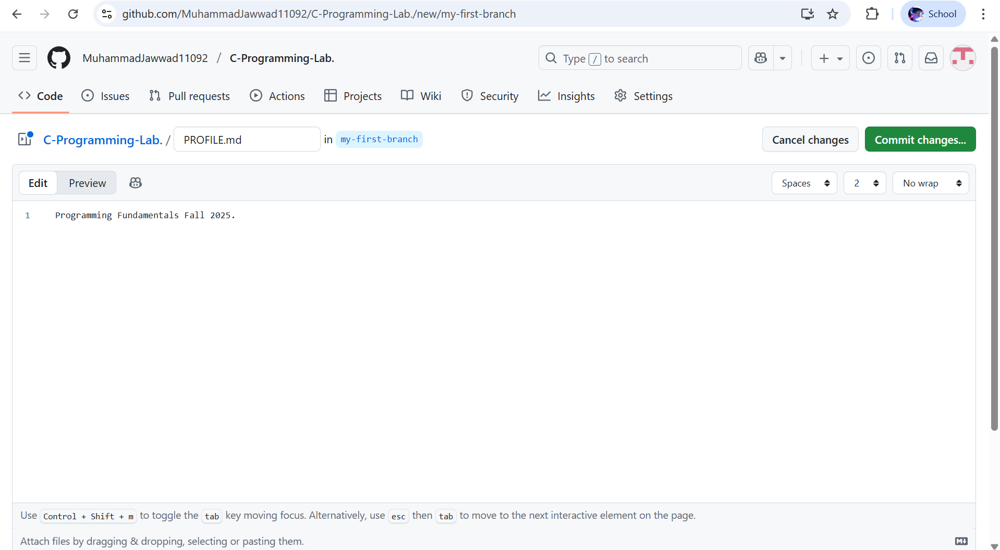 github.com/MuhammadJawwad11092/C-Programming-Lab./new/my-first-branch
School
MuhammadJawwad11092 / C-Programming-Lab.
Type / to search
Code Issues Pull requests Actions Projects Wiki Security Insights Settings
C-Programming-Lab. / PROFILE.md in my-first-branch
Cancel changes Commit changes...
Edit Preview
Spaces 2 No wrap
1 Programming Fundamentals Fall 2025.
Use Control + Shift + m to toggle the tab key moving focus. Alternatively, use esc then tab to move to the next interactive element on the page.
Attach files by dragging & dropping, selecting or pasting them.